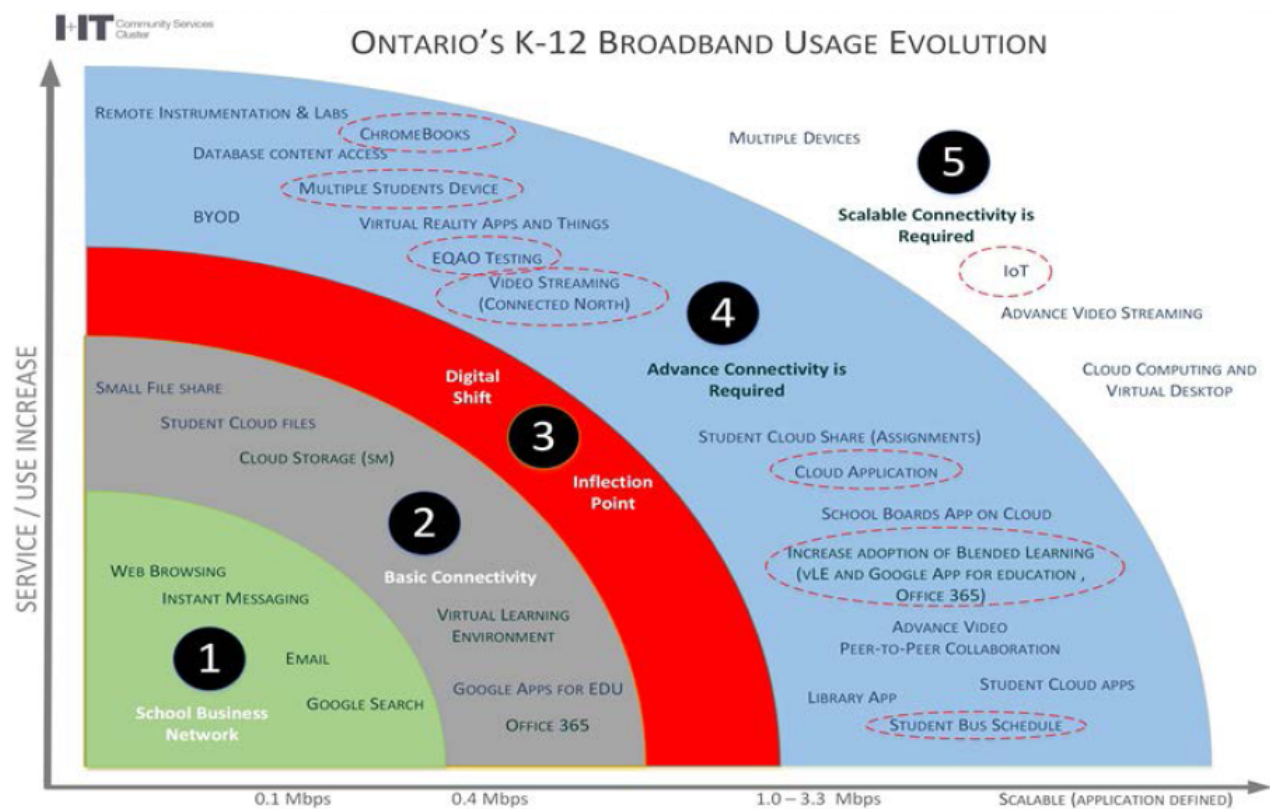 I+IT Community Services
Cluster
ONTARIO'S K-12 BROADBAND USAGE EVOLUTION
SERVICE / USE INCREASE
REMOTE INSTRUMENTATION & LABS
CHROMEBOOKS
DATABASE CONTENT ACCESS
MULTIPLE STUDENTS DEVICE
BYOD
VIRTUAL REALITY APPS AND THINGS
EQAO TESTING
VIDEO STREAMING
(CONNECTED NORTH)
4
Advance Connectivity is
Required
MULTIPLE DEVICES
5
Scalable Connectivity is
Required
IoT
ADVANCE VIDEO STREAMING
CLOUD COMPUTING AND
VIRTUAL DESKTOP
Digital
Shift
3
Inflection
Point
SMALL FILE SHARE
STUDENT CLOUD FILES
CLOUD STORAGE (SM)
2
Basic Connectivity
VIRTUAL LEARNING
ENVIRONMENT
GOOGLE APPS FOR EDU
OFFICE 365
STUDENT CLOUD SHARE (ASSIGNMENTS)
CLOUD APPLICATION
SCHOOL BOARDS APP ON CLOUD
INCREASE ADOPTION OF BLENDED LEARNING
(VLE AND GOOGLE APP FOR EDUCATION ,
OFFICE 365)
ADVANCE VIDEO
PEER-TO-PEER COLLABORATION
STUDENT CLOUD APPS
LIBRARY APP
STUDENT BUS SCHEDULE
WEB BROWSING
INSTANT MESSAGING
1
EMAIL
GOOGLE SEARCH
School Business
Network
0.1 Mbps
0.4 Mbps
1.0 – 3.3 Mbps
SCALABLE (APPLICATION DEFINED)